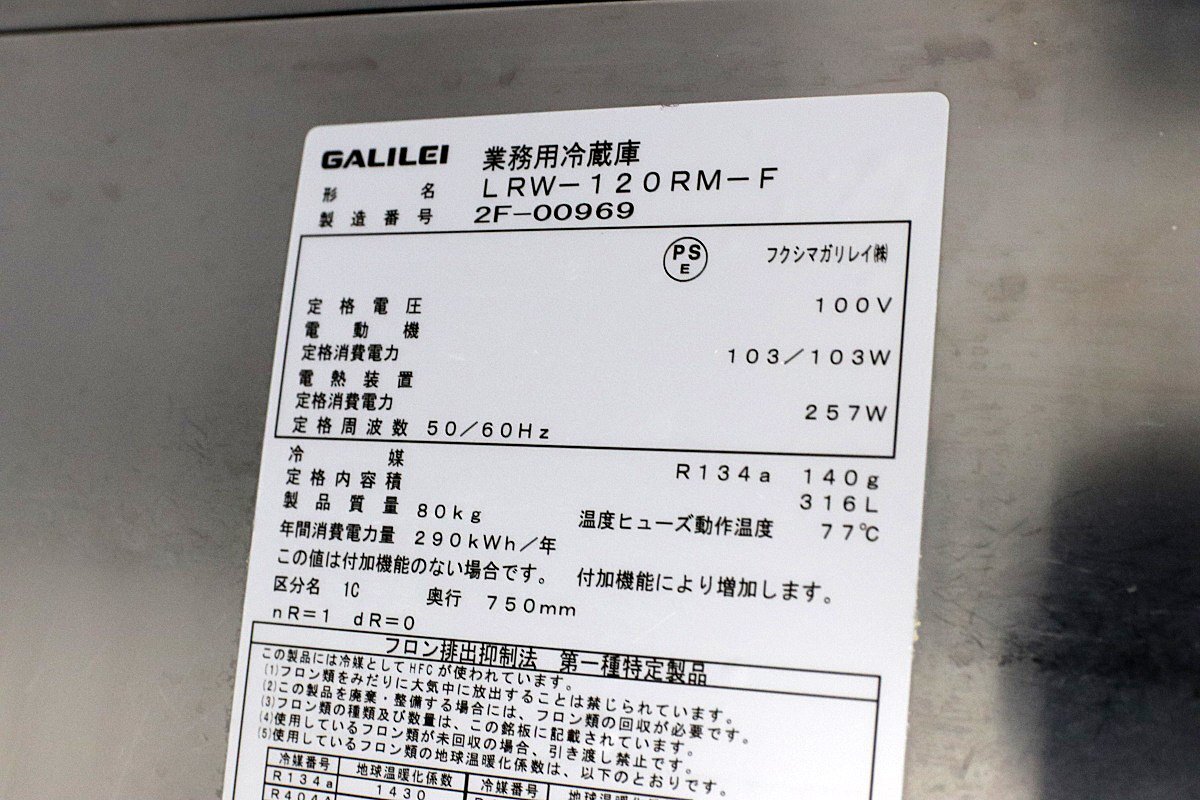 GALILEI 業務用冷蔵庫
形名 LRW-120RM-F
製造番号 2F-00969
PS E フクシマガリレイ㈱
定格電圧 100V
電動機
定格消費電力 103/103W
電熱装置
定格消費電力 257W
定格周波数 50/60Hz
冷媒 R134a 140g
定格内容積 316L
製品質量 80kg 温度ヒューズ動作温度 77℃
年間消費電力量 290kWh/年
この値は付加機能のない場合です。 付加機能により増加します。
区分名 1C 奥行 750mm
nR=1 dR=0
フロン排出抑制法 第一種特定製品
この製品には冷媒としてHFCが使われています。
(1)フロン類をみだりに大気中に放出することは禁じられています。
(2)この製品を廃棄・整備する場合には、フロン類の回収が必要です。
(3)フロン類の種類及び数量は、この銘板に記載されています。
(4)使用しているフロン類が未回収の場合、引き渡し禁止です。
(5)使用しているフロン類の地球温暖化係数は、以下のとおりです。
冷媒番号 地球温暖化係数 冷媒番号 地球温暖化係数
R134a 1430
R404A